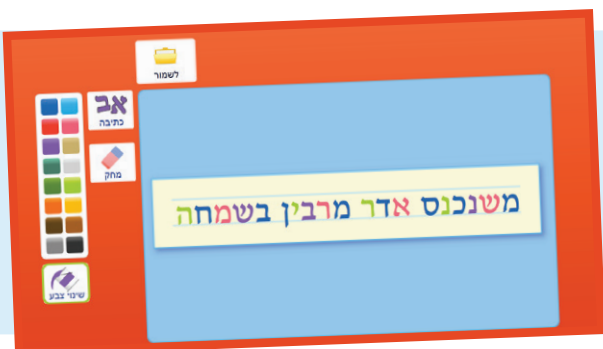 לשמור
אב
כתיבה
מחק
משנכנס אדר מרבין בשמחה
שינוי צבע